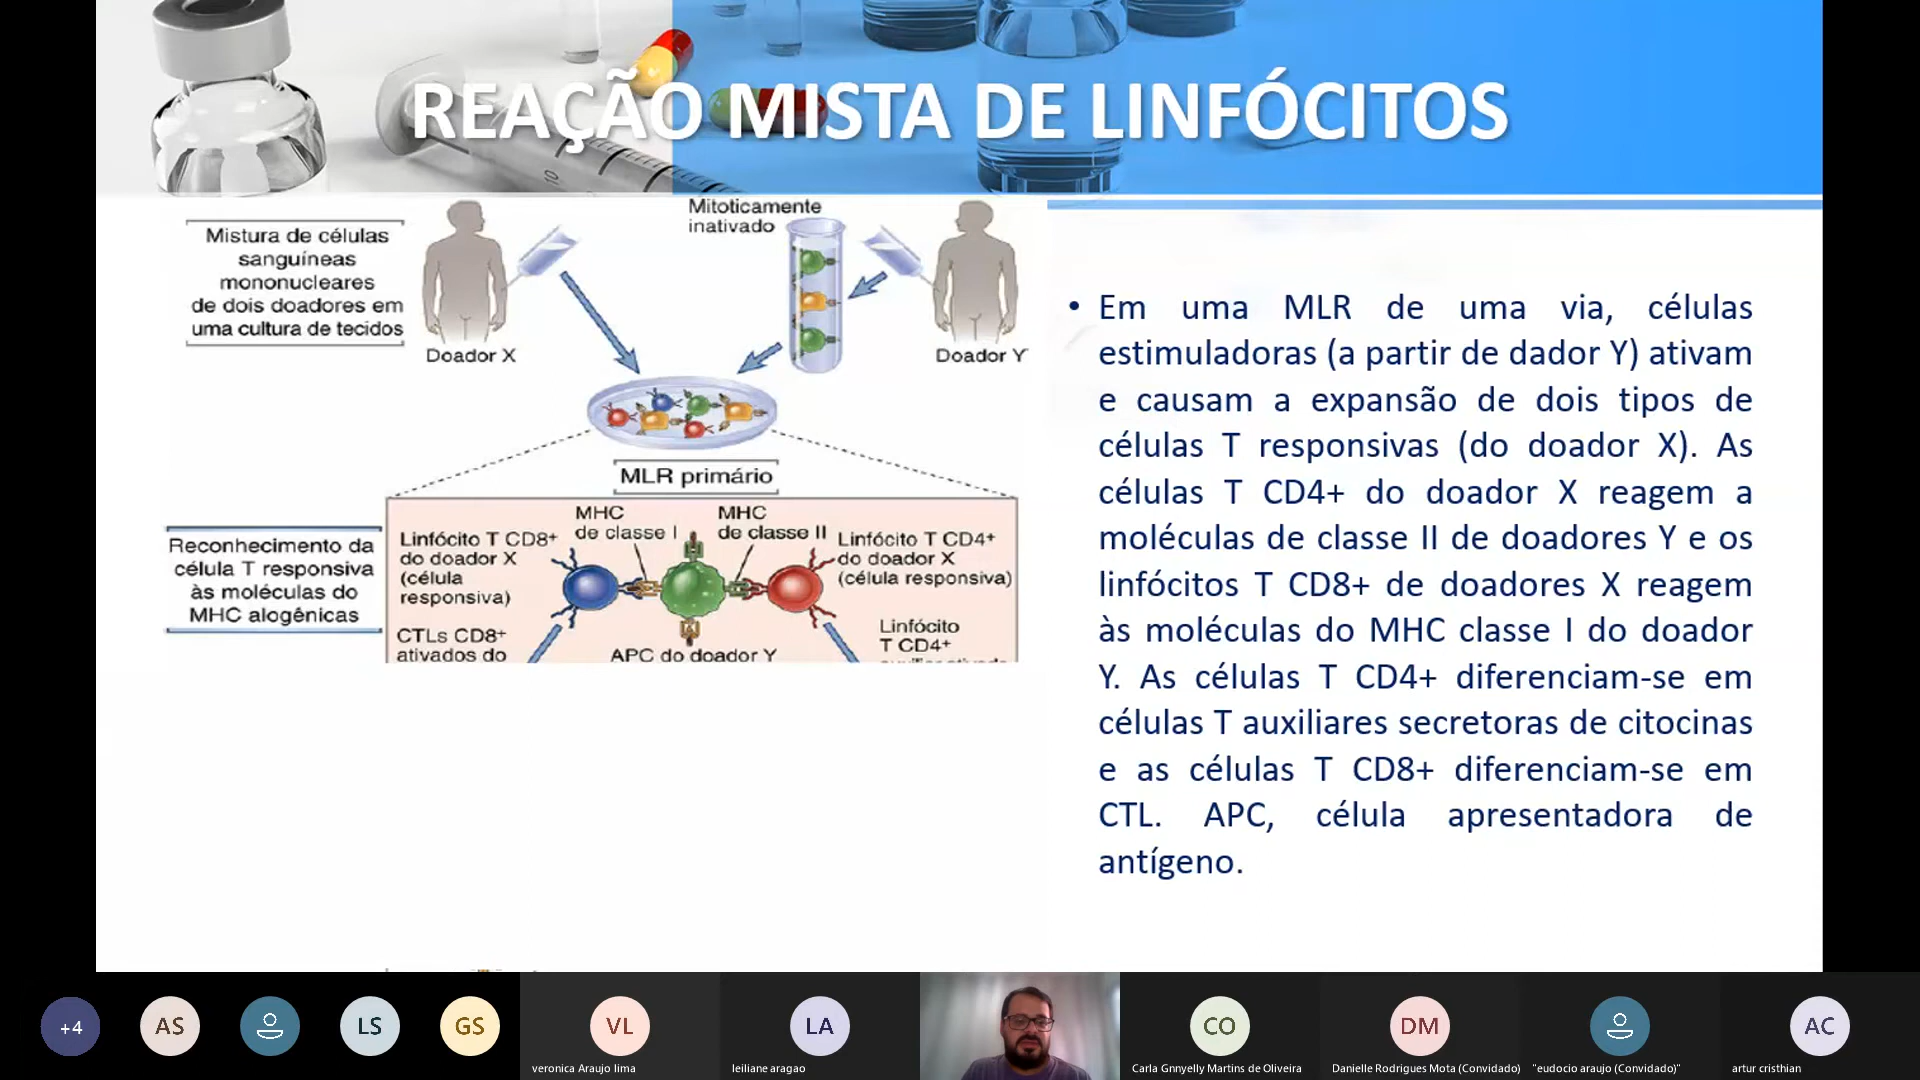 REAÇÃO MISTA DE LINFÓCITOS
Mistura de células
sanguíneas
mononucleares
de dois doadores em
uma cultura de tecidos
Doador X
Mitoticamente
inativado
Doador Y
MLR primário
Reconhecimento da
célula T responsiva
às moléculas do
MHC alogênicas
Linfócito T CD8+
do doador X
(célula
responsiva)
MHC
de classe I
MHC
de classe II
Linfócito T CD4+
do doador X
(célula responsiva)
CTLs CD8+
ativados do
APC do doador Y
Linfócito
T CD4+
• Em uma MLR de uma via, células
estimuladoras (a partir de dador Y) ativam
e causam a expansão de dois tipos de
células T responsivas (do doador X). As
células T CD4+ do doador X reagem a
moléculas de classe II de doadores Y e os
linfócitos T CD8+ de doadores X reagem
às moléculas do MHC classe I do doador
Y. As células T CD4+ diferenciam-se em
células T auxiliares secretoras de citocinas
e as células T CD8+ diferenciam-se em
CTL. APC, célula apresentadora de
antígeno.
+4
AS
LS
GS
VL
veronica Araujo lima
LA
leiliane aragao
CO
Carla Gnnyelly Martins de Oliveira
DM
Danielle Rodrigues Mota (Convidado)
"eudocio araujo (Convidado)"
AC
artur cristhian
10